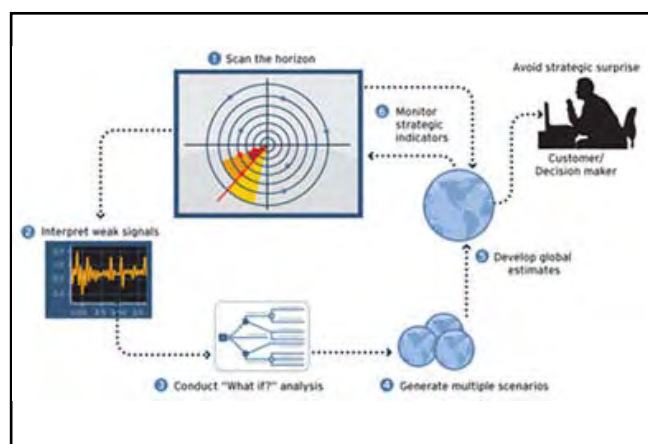 1 Scan the horizon
Avoid strategic surprise
6 Monitor
strategic
indicators
Customer/
Decision maker
2 Interpret weak signals
5 Develop global
estimates
3 Conduct "What if?" analysis
4 Generate multiple scenarios